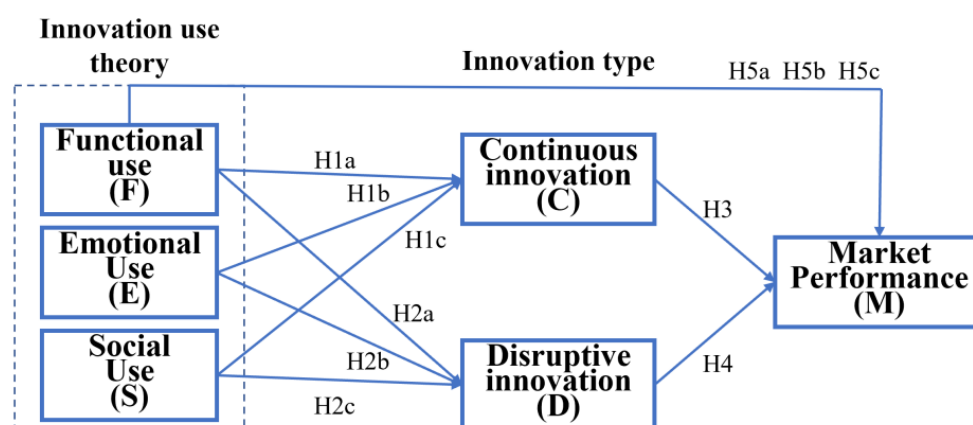 Innovation use
theory
Innovation type
H5a H5b H5c
Functional
use
(F)
H1a
H1b
H1c
Continuous
innovation
(C)
H3
Emotional
Use
(E)
Market
Performance
(M)
H2a
Social
Use
(S)
H2b
H2c
Disruptive
innovation
(D)
H4